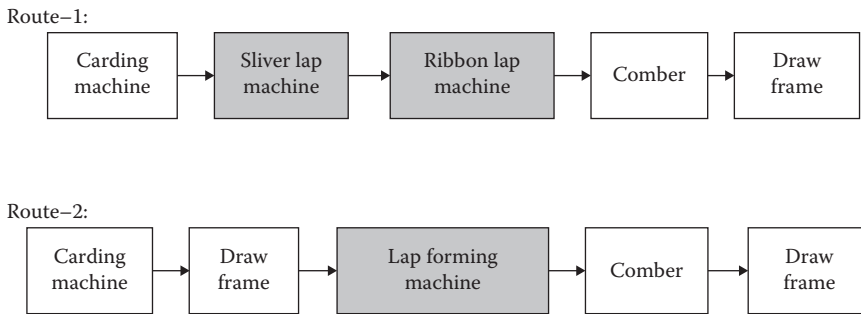 Route–1:
Carding
machine
Sliver lap
machine
Ribbon lap
machine
Comber
Draw
frame
Route–2:
Carding
machine
Draw
frame
Lap forming
machine
Comber
Draw
frame